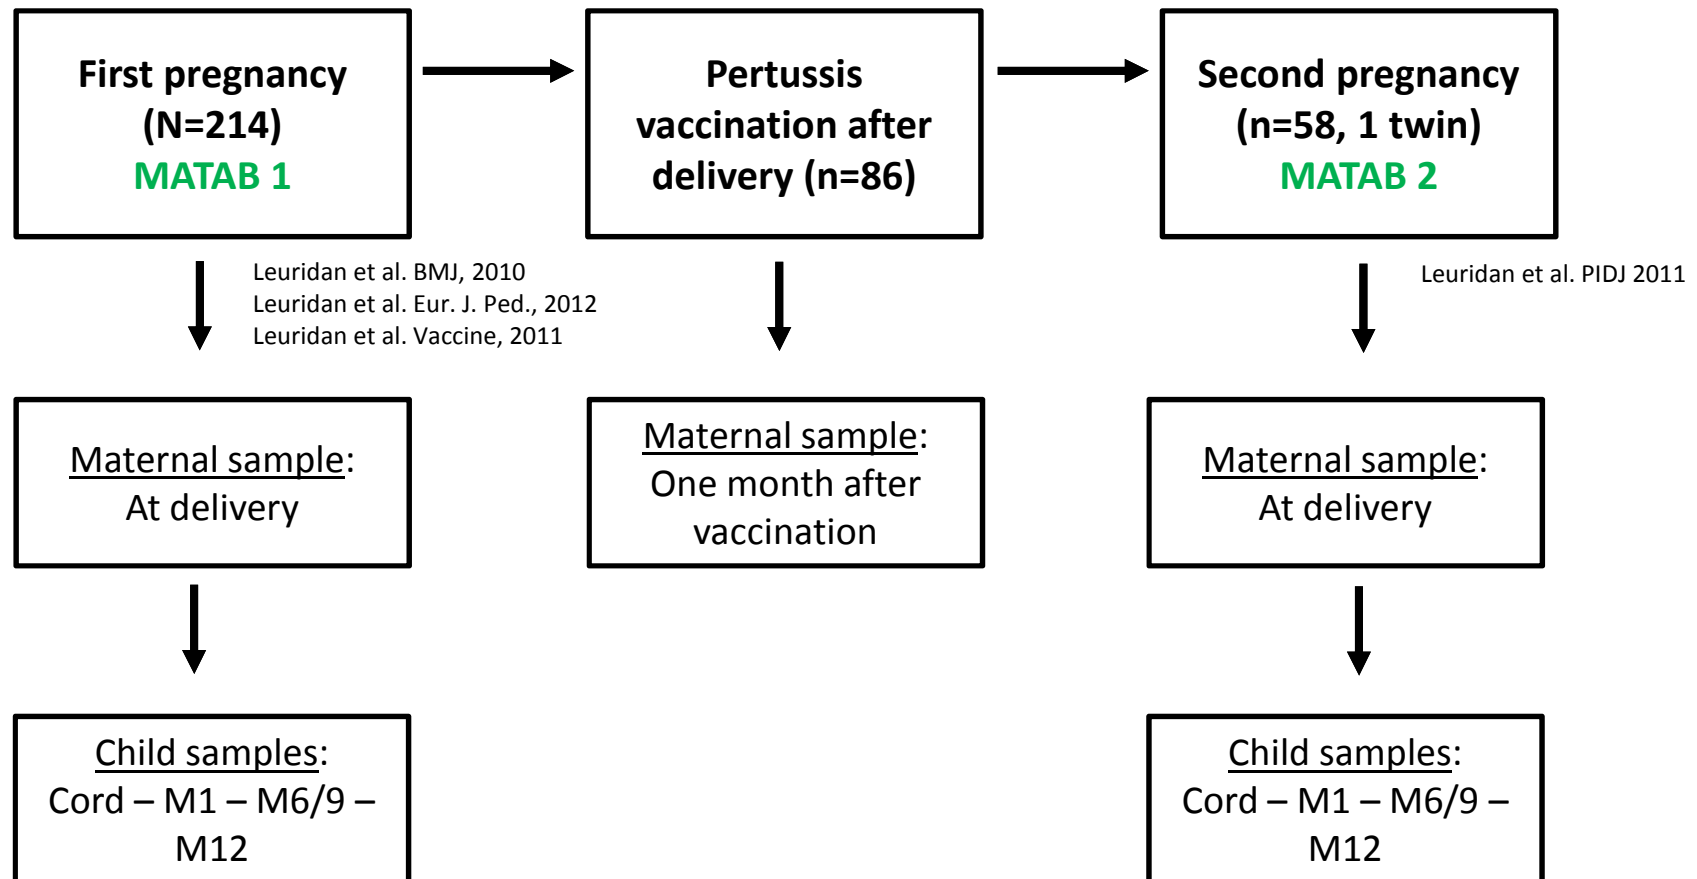 First pregnancy
(N=214)
MATAB 1
Pertussis
vaccination after
delivery (n=86)
Second pregnancy
(n=58, 1 twin)
MATAB 2
Leuridan et al. BMJ, 2010
Leuridan et al. Eur. J. Ped., 2012
Leuridan et al. Vaccine, 2011
Leuridan et al. PIDJ 2011
Maternal sample:
At delivery
Maternal sample:
One month after
vaccination
Maternal sample:
At delivery
Child samples:
Cord – M1 – M6/9 –
M12
Child samples:
Cord – M1 – M6/9 –
M12